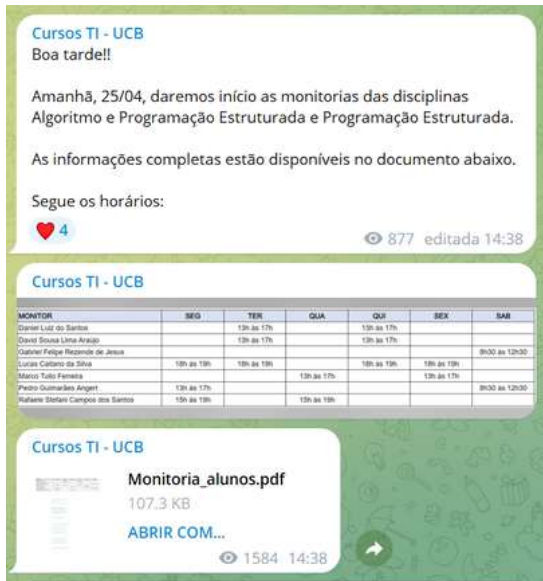 Cursos TI - UCB
Boa tarde!!
Amanhã, 25/04, daremos início as monitorias das disciplinas
Algoritmo e Programação Estruturada e Programação Estruturada.
As informações completas estão disponíveis no documento abaixo.
Segue os horários:
4
877 editada 14:38
Cursos TI - UCB
MONITOR SEG TER QUA QUI SEX SAB
Daniel Luiz do Santos 13h às 17h 13h às 17h
David Sousa Lima Araújo 13h às 17h 13h às 17h
Gabriel Felipe Rezende de Jesus 8h30 às 12h30
Lucas Caitano da Silva 18h às 19h 18h às 19h 18h às 19h 18h às 19h
Marco Tulio Ferreira 13h às 17h 13h às 17h
Pedro Guimarães Angert 13h às 17h 8h30 às 12h30
Rafaele Stefani Campos dos Santos 15h às 19h 15h às 19h
Cursos TI - UCB
Monitoria_alunos.pdf
107.3 KB
ABRIR COM...
1584 14:38